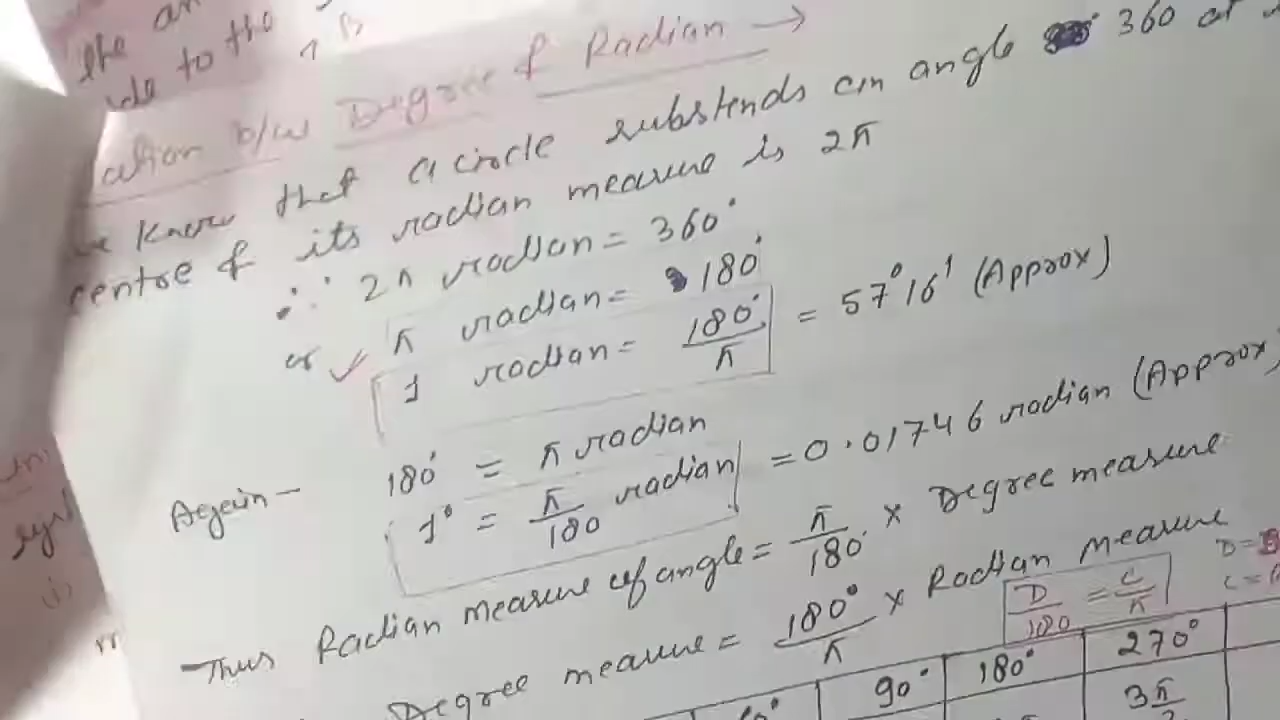 the an
to the
b/w Degree & Radian →
know that a circle substends an angle 360 at
centre & its radian measure is 2π
∴ 2π radian = 360°
or π radian = 180°
1 radian = 180°/π = 57°16' (Approx)
Again- 180° = π radian
1° = π/180 radian = 0.01746 radian (Approx
Thus Radian measure of angle = π/180 × Degree measure
Degree measure = 180°/π × Radian measure
D/180 = C/π
D=
C=
90° 180° 270°
3π